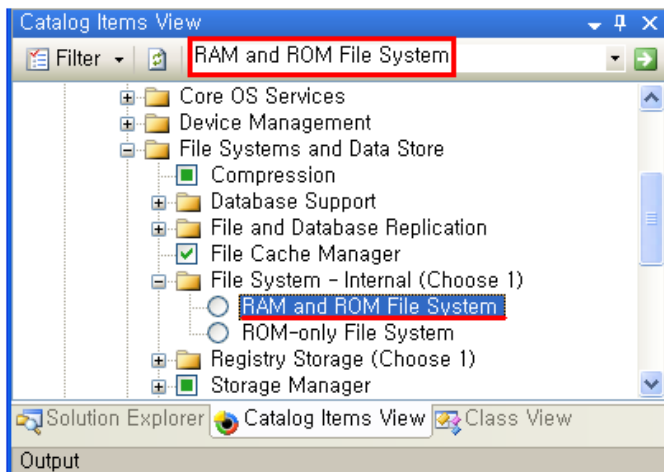 Catalog Items View
Filter
RAM and ROM File System
Core OS Services
Device Management
File Systems and Data Store
Compression
Database Support
File and Database Replication
File Cache Manager
File System - Internal (Choose 1)
RAM and ROM File System
ROM-only File System
Registry Storage (Choose 1)
Storage Manager
Solution Explorer Catalog Items View Class View
Output